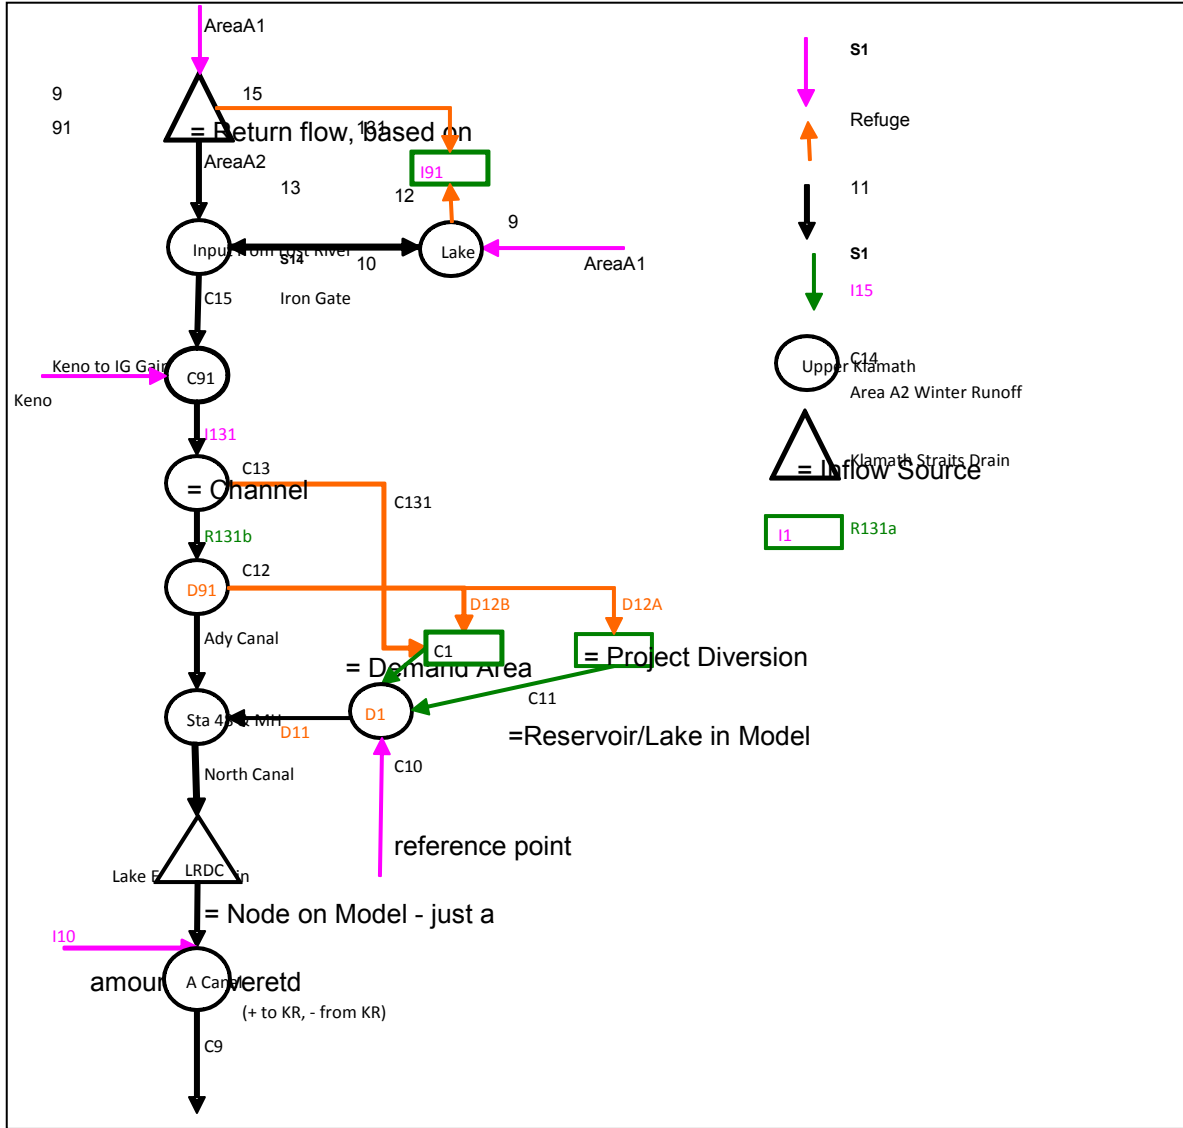 AreaA1
S1
9
15
91
= Return flow, based on
131
Refuge
AreaA2
I91
13
12
11
9
Input from Lost River
S14
10
Lake
AreaA1
S1
C15
Iron Gate
I15
Keno to IG Gain
C91
C14
Upper Klamath
Keno
Area A2 Winter Runoff
I131
C13
Klamath Straits Drain
= Inflow Source
= Channel
C131
R131b
I1
R131a
C12
D91
D12B
D12A
Ady Canal
C1
= Demand Area
= Project Diversion
C11
D1
Sta 48 & MH
D11
=Reservoir/Lake in Model
North Canal
C10
reference point
LRDC
Lake
= Node on Model - just a
I10
A Canal
(+ to KR, - from KR)
C9